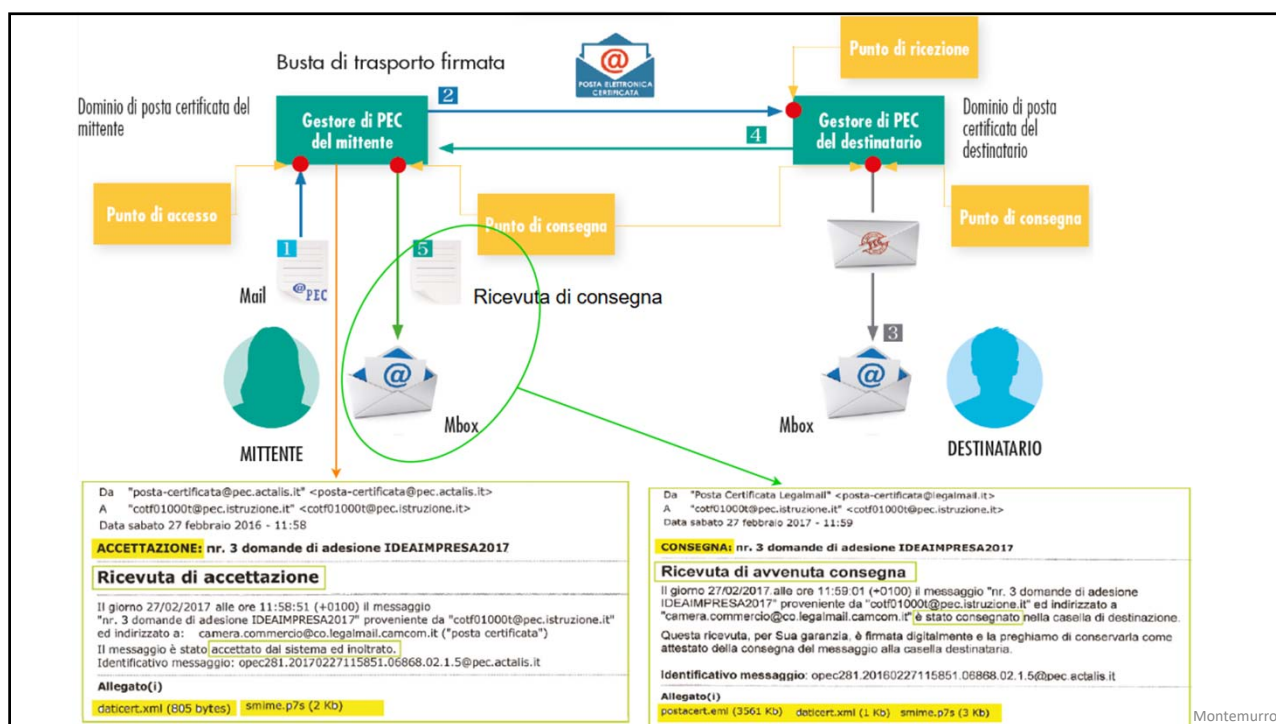 Busta di trasporto firmata
@
POSTA ELETTRONICA
CERTIFICATA
Punto di ricezione
Dominio di posta certificata del
mittente
2
Gestore di PEC
del mittente
4
Gestore di PEC
del destinatario
Dominio di posta
certificata del
destinatario
Punto di accesso
Punto di consegna
Punto di consegna
1
@PEC
Mail
5
Ricevuta di consegna
PEC
3
@
Mbox
@
Mbox
MITTENTE
DESTINATARIO
Da "posta-certificata@pec.actalis.it" <posta-certificata@pec.actalis.it>
A "cotf01000t@pec.istruzione.it" <cotf01000t@pec.istruzione.it>
Data sabato 27 febbraio 2016 - 11:58
ACCETTAZIONE: nr. 3 domande di adesione IDEAIMPRESA2017
Ricevuta di accettazione
Il giorno 27/02/2017 alle ore 11:58:51 (+0100) il messaggio
"nr. 3 domande di adesione IDEAIMPRESA2017" proveniente da "cotf01000t@pec.istruzione.it"
ed indirizzato a: camera.commercio@co.legalmail.camcom.it ("posta certificata")
Il messaggio è stato accettato dal sistema ed inoltrato.
Identificativo messaggio: opec281.20170227115851.06868.02.1.5@pec.actalis.it
Allegato(i)
daticert.xml (805 bytes) smime.p7s (2 Kb)
Da "Posta Certificata Legalmail" <posta-certificata@legalmail.it>
A "cotf01000t@pec.istruzione.it" <cotf01000t@pec.istruzione.it>
Data sabato 27 febbraio 2017 - 11:59
CONSEGNA: nr. 3 domande di adesione IDEAIMPRESA2017
Ricevuta di avvenuta consegna
Il giorno 27/02/2017 alle ore 11:59:01 (+0100) il messaggio "nr. 3 domande di adesione
IDEAIMPRESA2017" proveniente da "cotf01000t@pec.istruzione.it" ed indirizzato a
"camera.commercio@co.legalmail.camcom.it" è stato consegnato nella casella di destinazione.
Questa ricevuta, per Sua garanzia, è firmata digitalmente e la preghiamo di conservarla come
attestato della consegna del messaggio alla casella destinataria.
Identificativo messaggio: opec281.20160227115851.06868.02.1.5@pec.actalis.it
Allegato(i)
postacert.eml (3561 Kb) daticert.xml (1 Kb) smime.p7s (3 Kb)
Montemurro